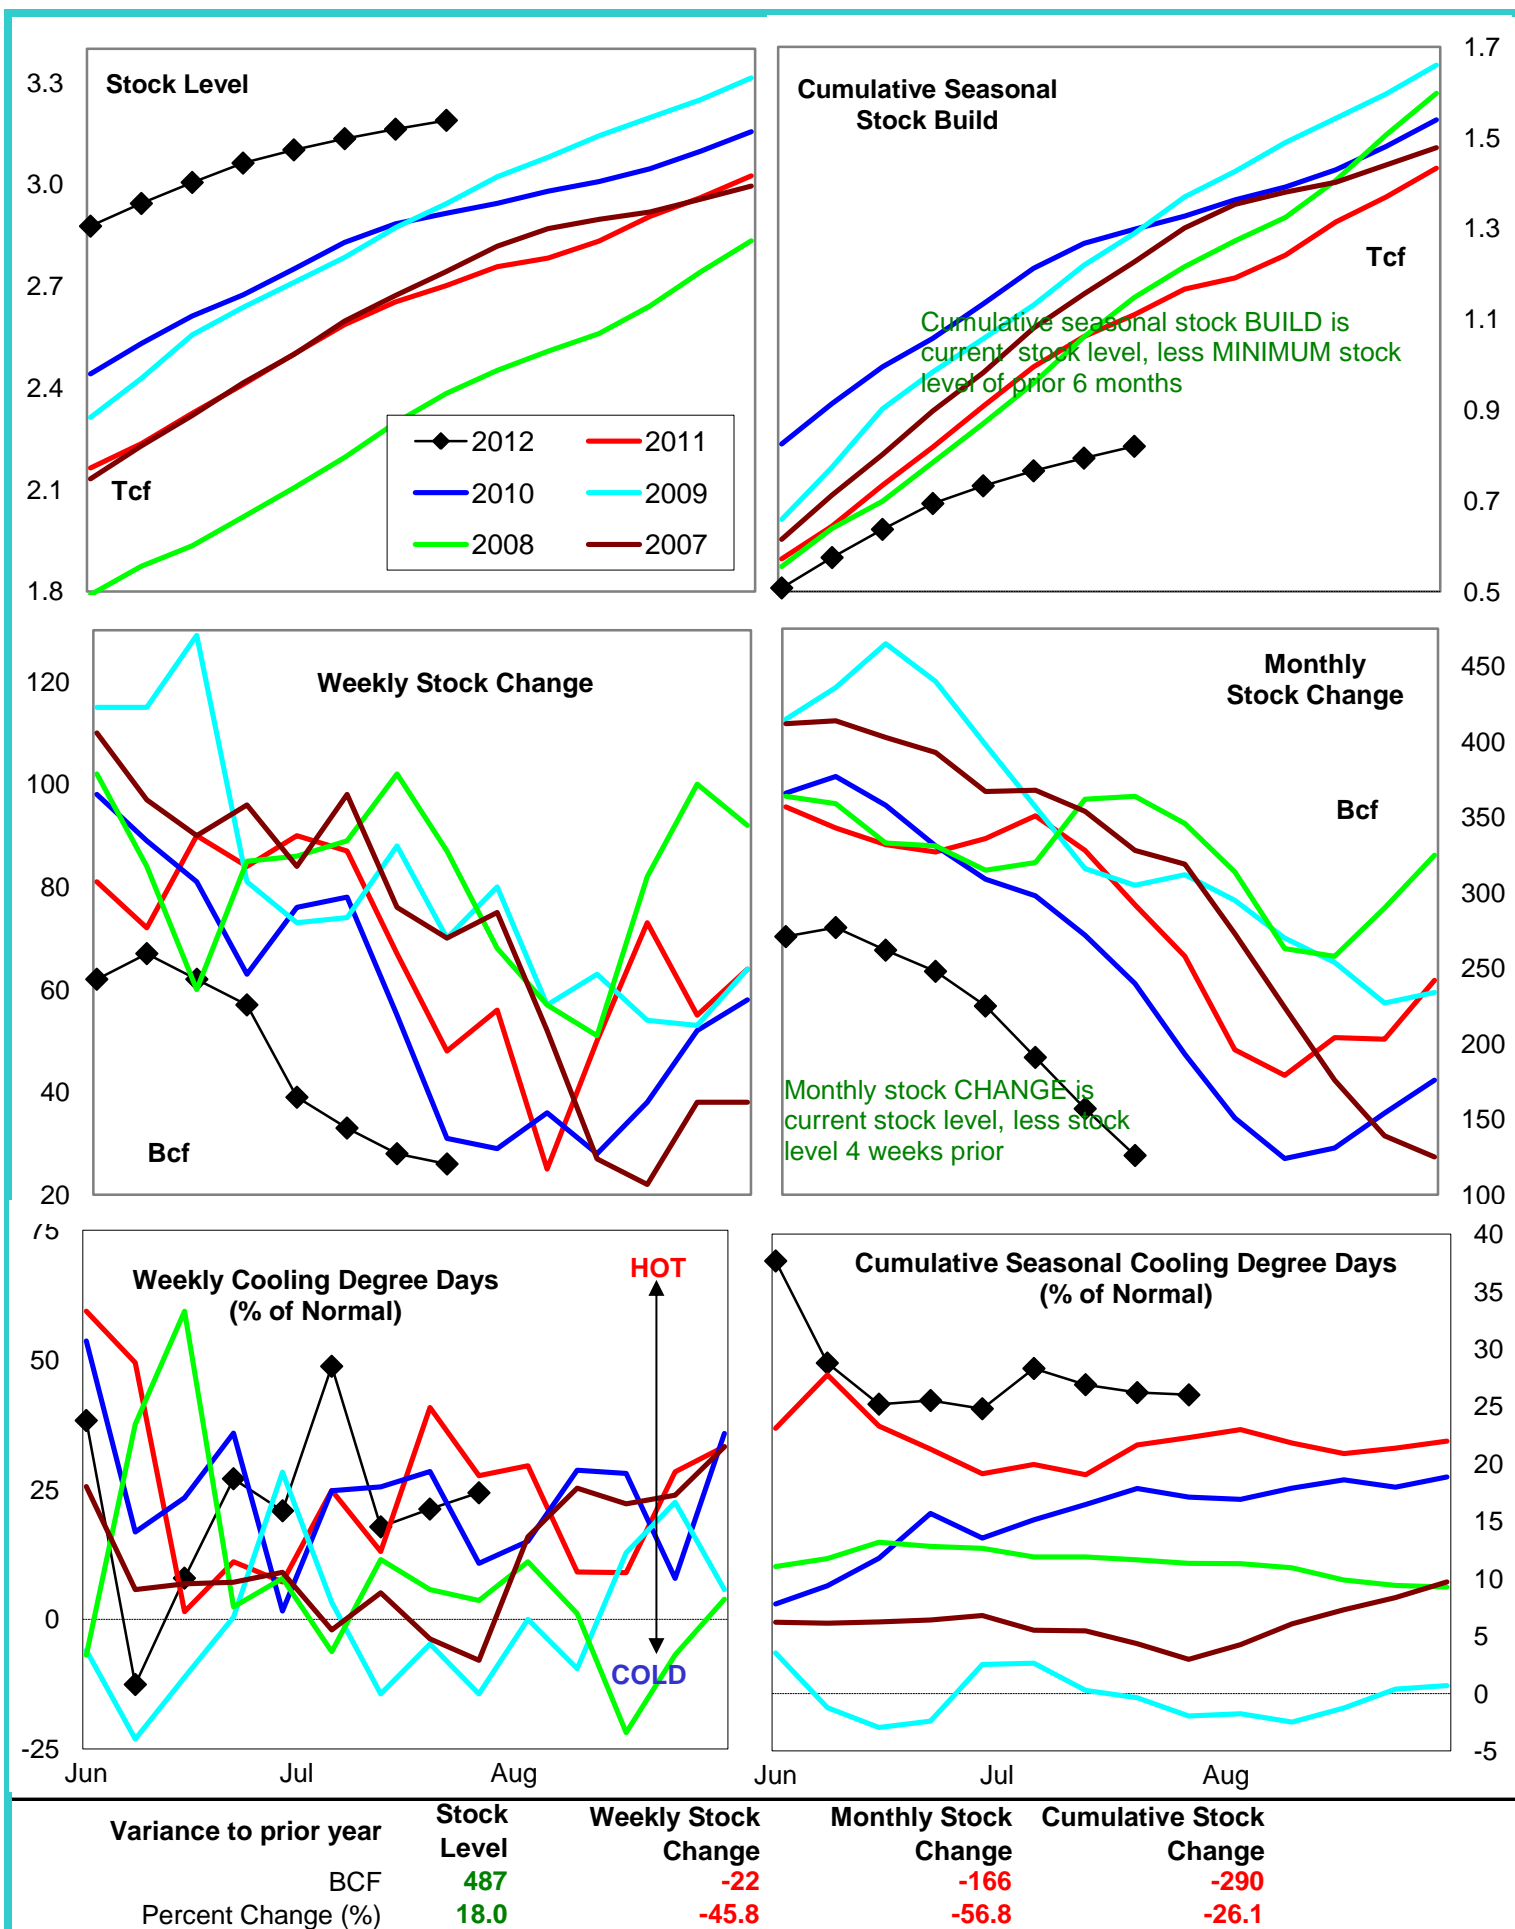 Stock Level
3.3
3.0
2.7
2.4
2.1
1.8
Tcf
2012
2011
2010
2009
2008
2007
Cumulative Seasonal
Stock Build
1.7
1.5
1.3
1.1
0.9
0.7
0.5
Tcf
Cumulative seasonal stock BUILD is
current stock level, less MINIMUM stock
level of prior 6 months
Weekly Stock Change
120
100
80
60
40
20
Bcf
Monthly
Stock Change
450
400
350
300
250
200
150
100
Bcf
Monthly stock CHANGE is
current stock level, less stock
level 4 weeks prior
Weekly Cooling Degree Days
(% of Normal)
75
50
25
0
-25
HOT
COLD
Jun Jul Aug
Cumulative Seasonal Cooling Degree Days
(% of Normal)
40
35
30
25
20
15
10
5
0
-5
Jun Jul Aug
Variance to prior year
Stock
Level
Weekly Stock
Change
Monthly Stock
Change
Cumulative Stock
Change
BCF 487 -22 -166 -290
Percent Change (%) 18.0 -45.8 -56.8 -26.1